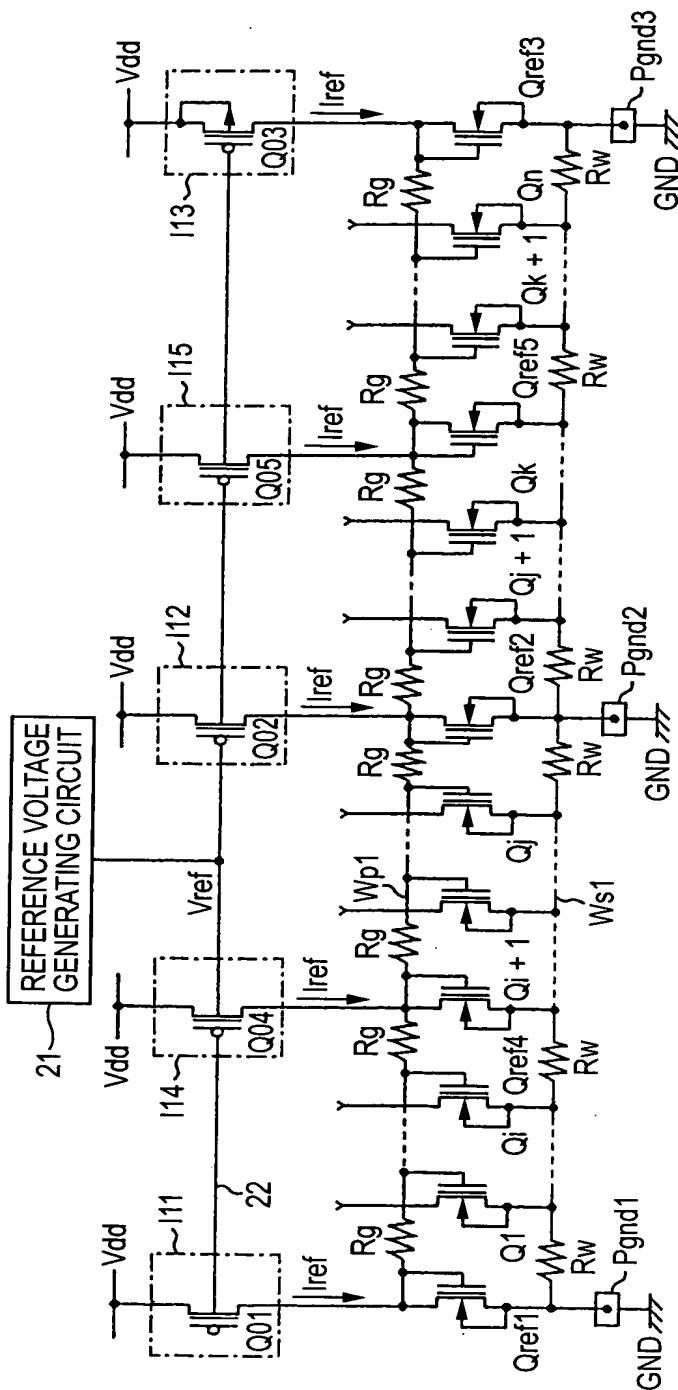 REFERENCE VOLTAGE
GENERATING CIRCUIT
21
Vref
22
Vdd
I11
Q01
Iref
Vdd
I14
Q04
Iref
Vdd
I12
Q02
Iref
Vdd
I15
Q05
Iref
Vdd
I13
Q03
Iref
Rg
Rg
Rg
Wp1
Rg
Rg
Rg
Rg
Rg
Qref1
Q1
Qi
Qref4
Qi + 1
Qj
Qref2
Qj + 1
Qk
Qref5
Qk + 1
Qn
Qref3
Rw
Rw
Ws1
Rw
Rw
Rw
Rw
Pgnd1
GND
Pgnd2
GND
Pgnd3
GND